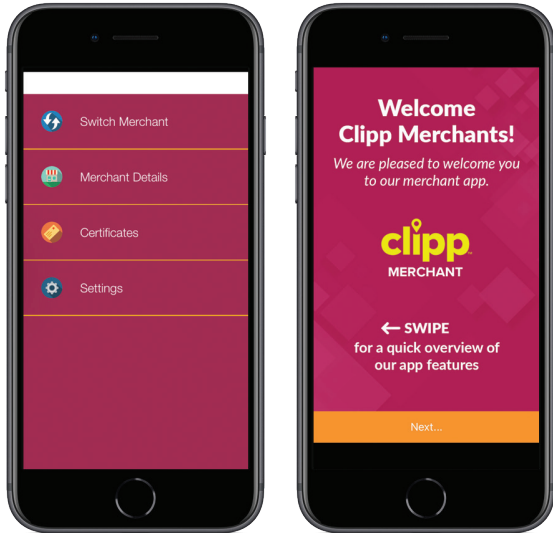 Switch Merchant
Merchant Details
Certificates
Settings
Welcome
Clipp Merchants!
We are pleased to welcome you
to our merchant app.
clipp™
MERCHANT
← SWIPE
for a quick overview of
our app features
Next...